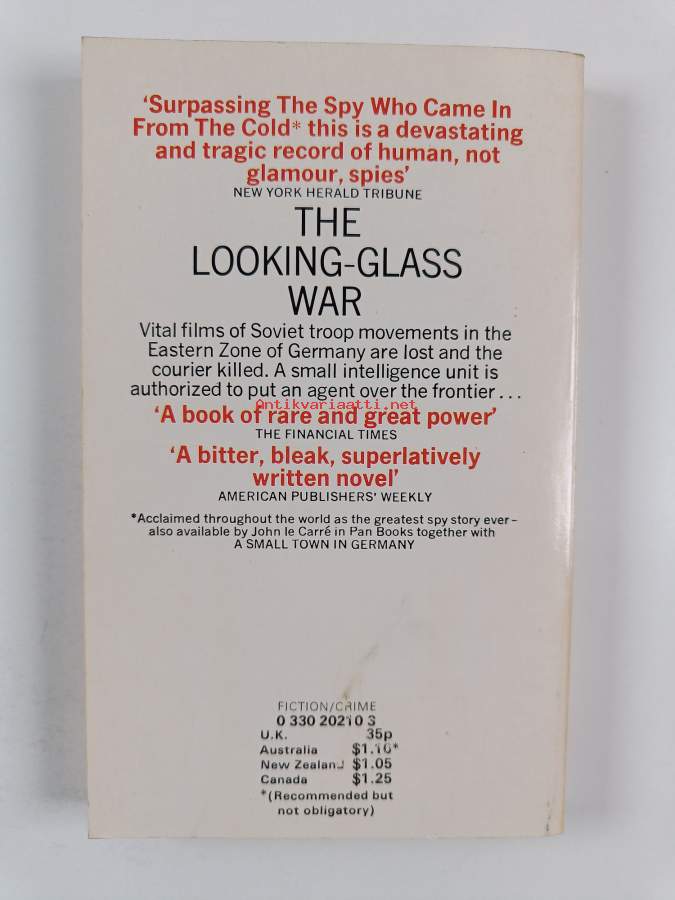 ‘Surpassing The Spy Who Came In
From The Cold* this is a devastating
and tragic record of human, not
glamour, spies’
NEW YORK HERALD TRIBUNE
THE
LOOKING-GLASS
WAR
Vital films of Soviet troop movements in the
Eastern Zone of Germany are lost and the
courier killed. A small intelligence unit is
authorized to put an agent over the frontier . . .
Antikvariaatti.net
‘A book of rare and great power’
THE FINANCIAL TIMES
‘A bitter, bleak, superlatively
written novel’
AMERICAN PUBLISHERS’ WEEKLY
*Acclaimed throughout the world as the greatest spy story ever –
also available by John le Carré in Pan Books together with
A SMALL TOWN IN GERMANY
FICTION/CRIME
0 330 20210 3
U.K. 35p
Australia $1.10*
New Zealand $1.05
Canada $1.25
*(Recommended but
not obligatory)